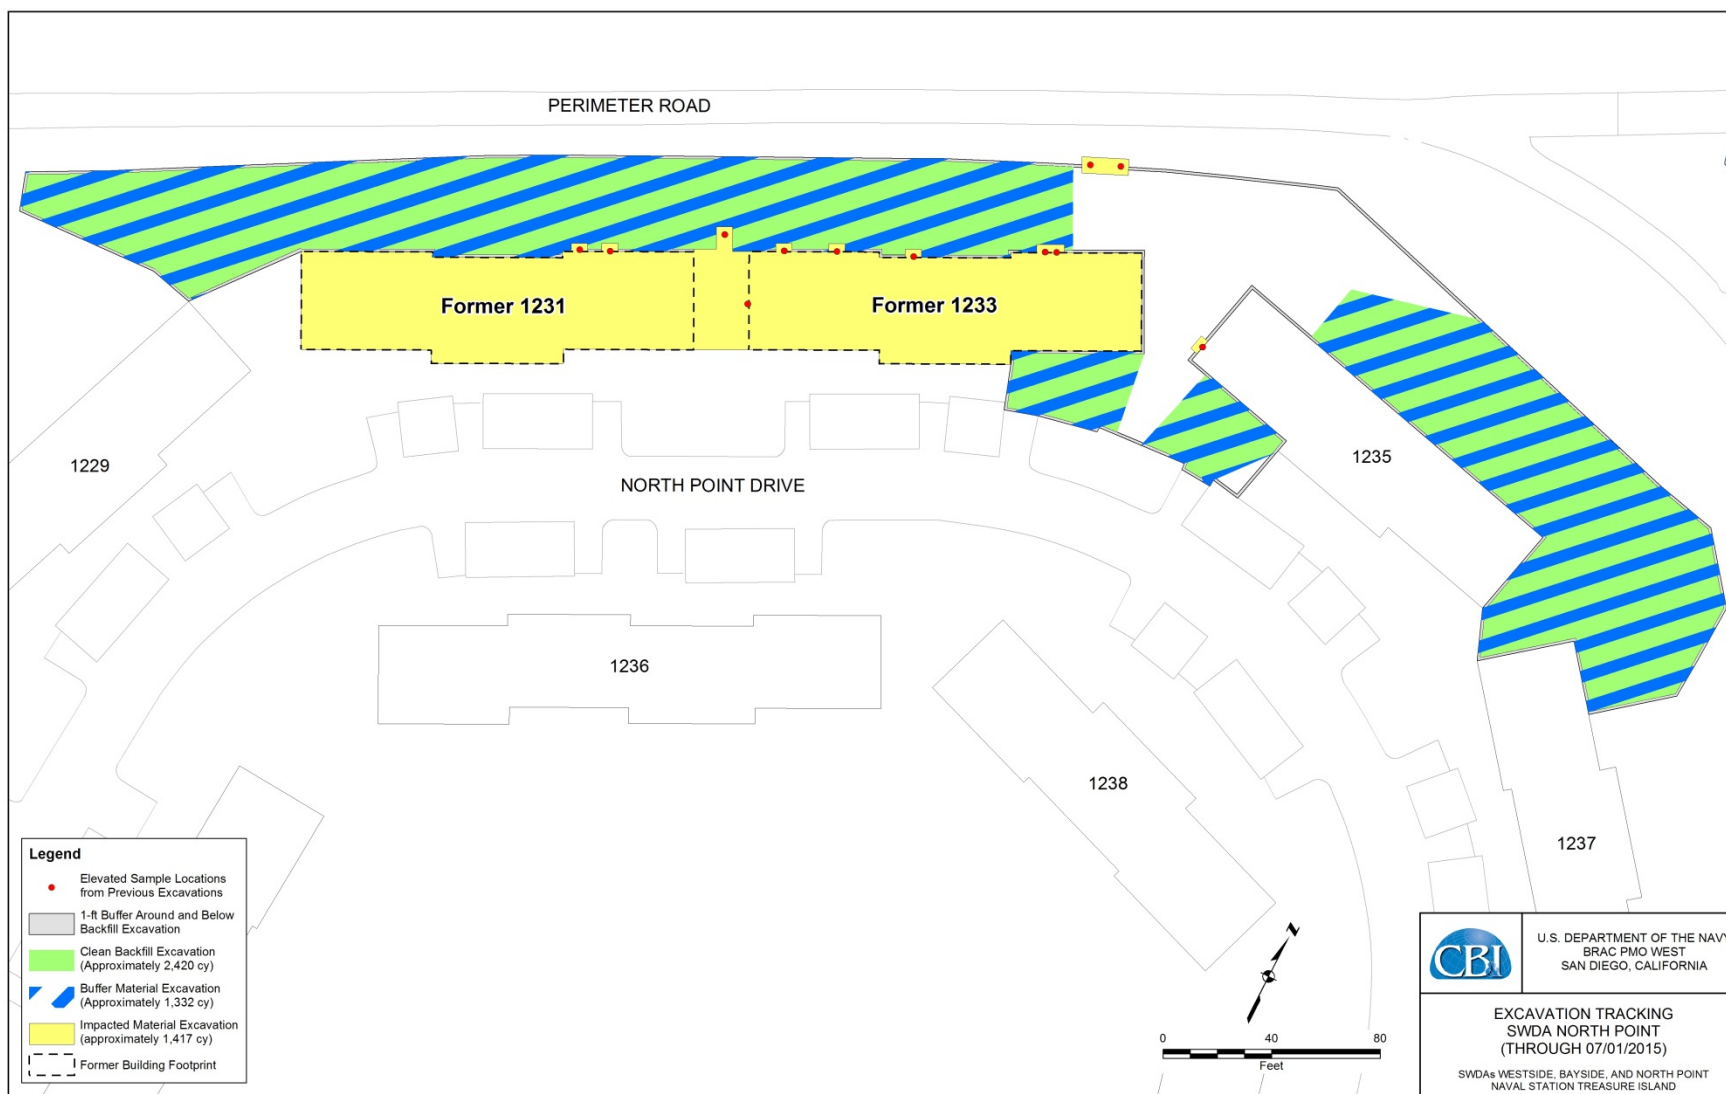 PERIMETER ROAD
Former 1231
Former 1233
1229
1235
NORTH POINT DRIVE
1236
1238
1237
Legend
Elevated Sample Locations
from Previous Excavations
1-ft Buffer Around and Below
Backfill Excavation
Clean Backfill Excavation
(Approximately 2,420 cy)
Buffer Material Excavation
(Approximately 1,332 cy)
Impacted Material Excavation
(approximately 1,417 cy)
Former Building Footprint
N
0 40 80
Feet
CB&I
U.S. DEPARTMENT OF THE NAVY
BRAC PMO WEST
SAN DIEGO, CALIFORNIA
EXCAVATION TRACKING
SWDA NORTH POINT
(THROUGH 07/01/2015)
SWDAs WESTSIDE, BAYSIDE, AND NORTH POINT
NAVAL STATION TREASURE ISLAND